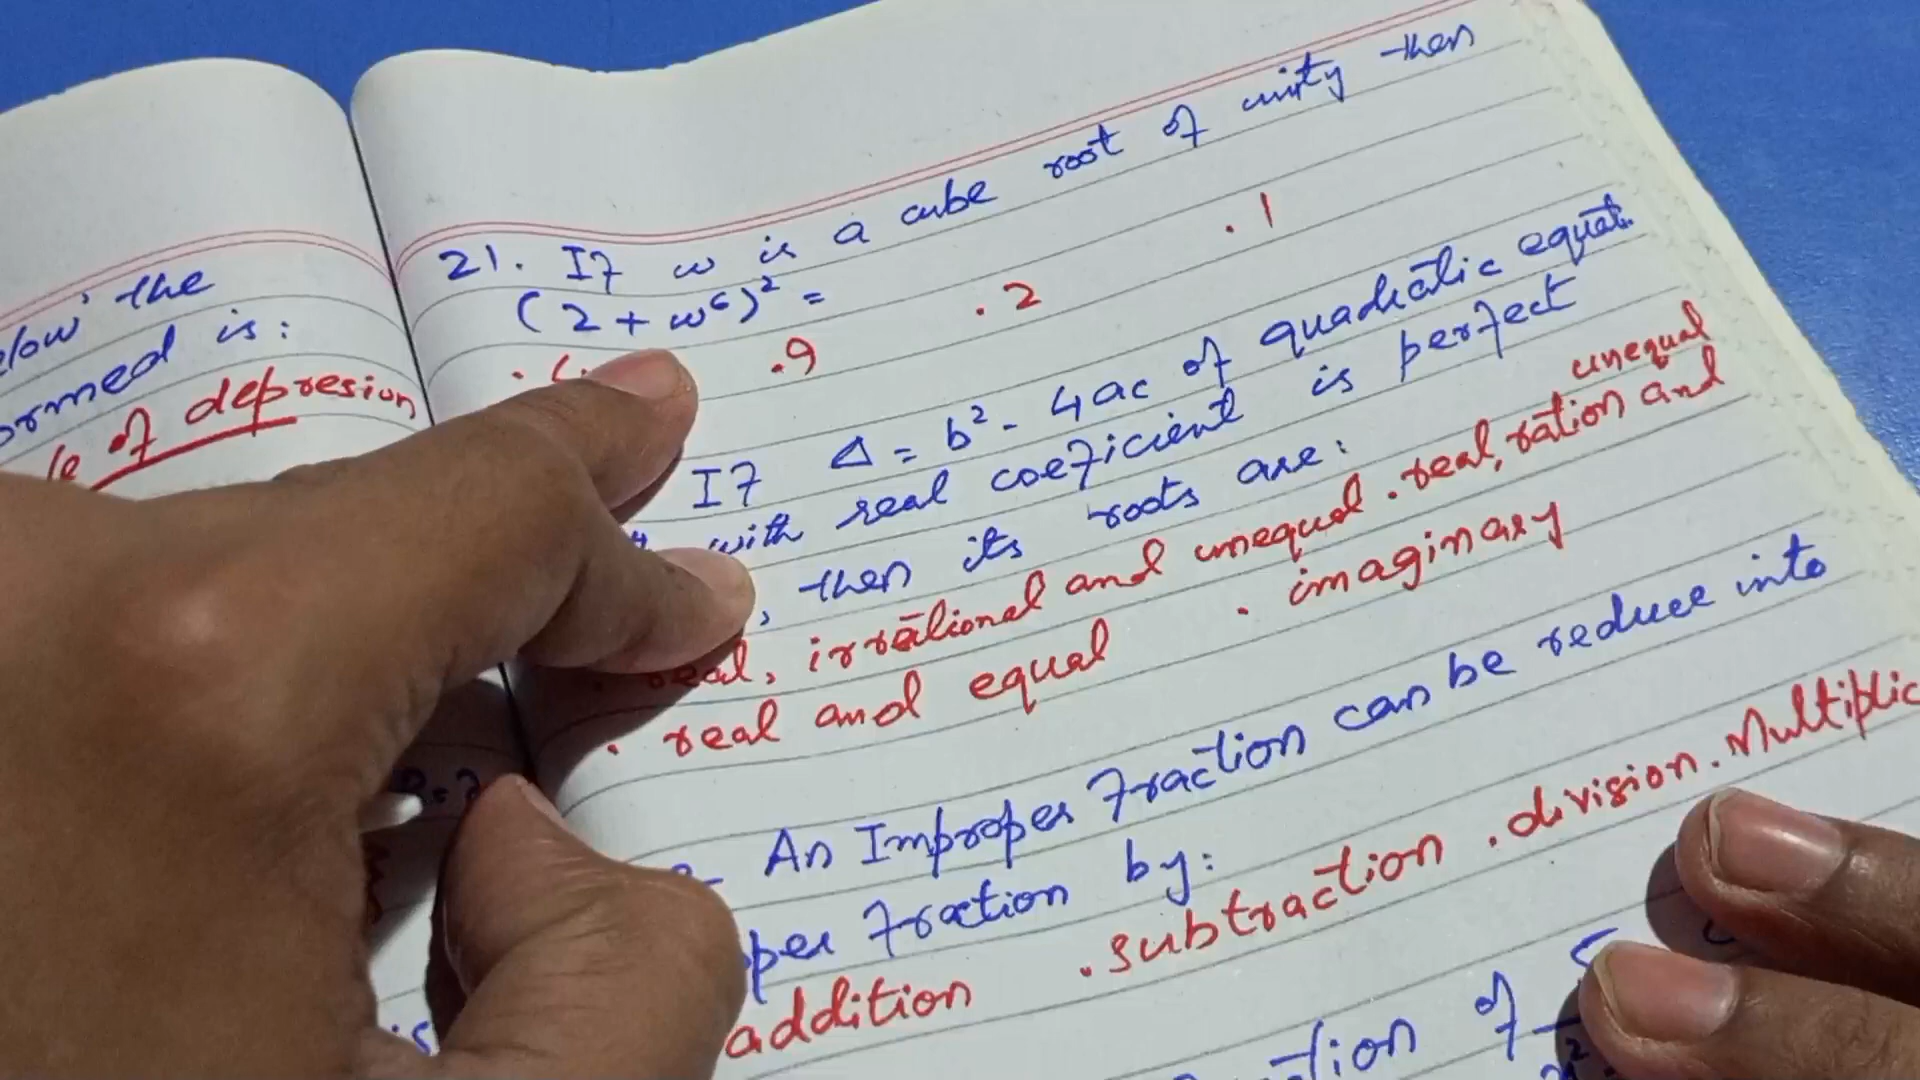 the
ormed is:
of depresion
21. If ω is a cube root of unity then
(2 + ω⁶)² =
.9 .2 .1
If Δ = b² - 4ac of quadratic equat.
with real coeficient is perfect
, then its roots are:
real, irrational and unequal . real, ration and unequal
. real and equal . imaginary
An Improper Fraction can be reduce into
per Fraction by:
addition . subtraction . division . Multiplic
of 5